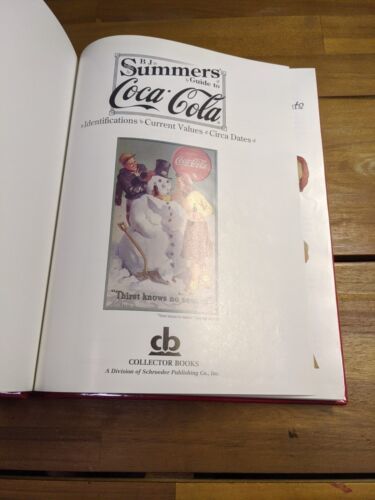 B.J.
Summers'
Guide to
Coca-Cola
Identifications Current Values Circa Dates
Coca-Cola
"Thirst knows no
cb
COLLECTOR BOOKS
A Division of Schroeder Publishing Co., Inc.